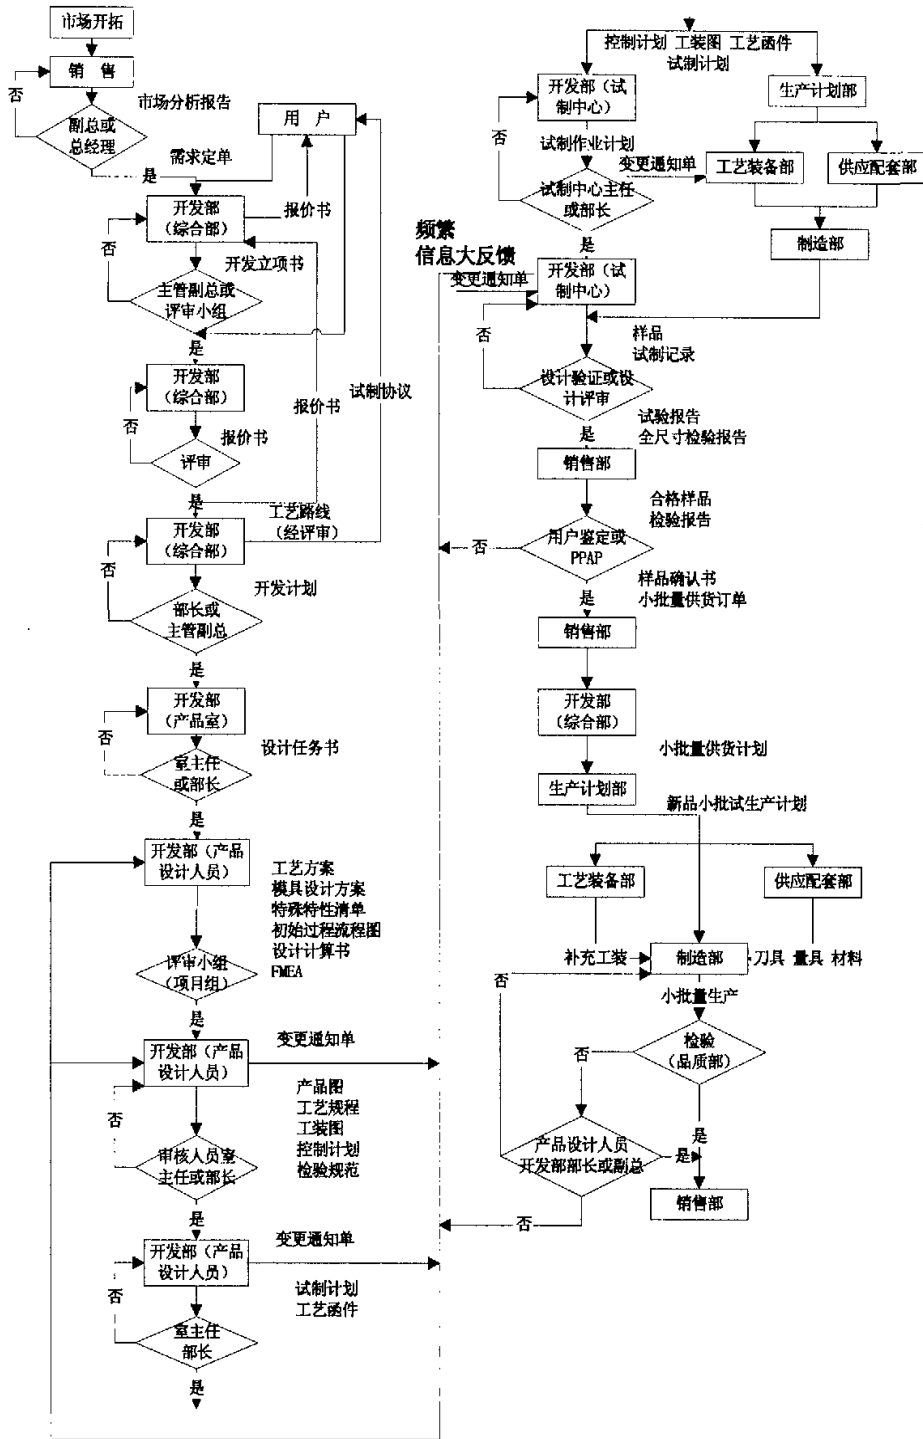 市场开拓
销 售
否
市场分析报告
副总或
总经理
用 户
需求定单
是
开发部
(综合部)
报价书
否
开发立项书
主管副总或
评审小组
是
开发部
(综合部)
否
报价书
试制协议
报价书
评审
是
工艺路线
(经评审)
开发部
(综合部)
否
开发计划
部长或
主管副总
是
开发部
(产品室)
否
设计任务书
室主任
或部长
是
开发部(产品
设计人员)
工艺方案
模具设计方案
特殊特性清单
初始过程流程图
设计计算书
FMEA
评审小组
(项目组)
是
开发部(产品
设计人员)
变更通知单
否
产品图
工艺规程
工装图
控制计划
检验规范
审核人员室
主任或部长
是
开发部(产品
设计人员)
变更通知单
否
试制计划
工艺函件
室主任
部长
是
控制计划 工装图 工艺函件
试制计划
开发部(试
制中心)
生产计划部
否
试制作业计划
变更通知单
工艺装备部
供应配套部
试制中心主任
或部长
制造部
频繁
信息大反馈
是
变更通知单
开发部(试
制中心)
否
样品
试制记录
设计验证或设
计评审
试验报告
全尺寸检验报告
是
销售部
合格样品
检验报告
否
用户鉴定或
PPAP
样品确认书
小批量供货订单
是
销售部
开发部
(综合部)
小批量供货计划
生产计划部
新品小批试生产计划
工艺装备部
供应配套部
补充工装
制造部
刀具 量具 材料
否
小批量生产
检验
(品质部)
否
是
产品设计人员
开发部部长或副总
是
销售部
否